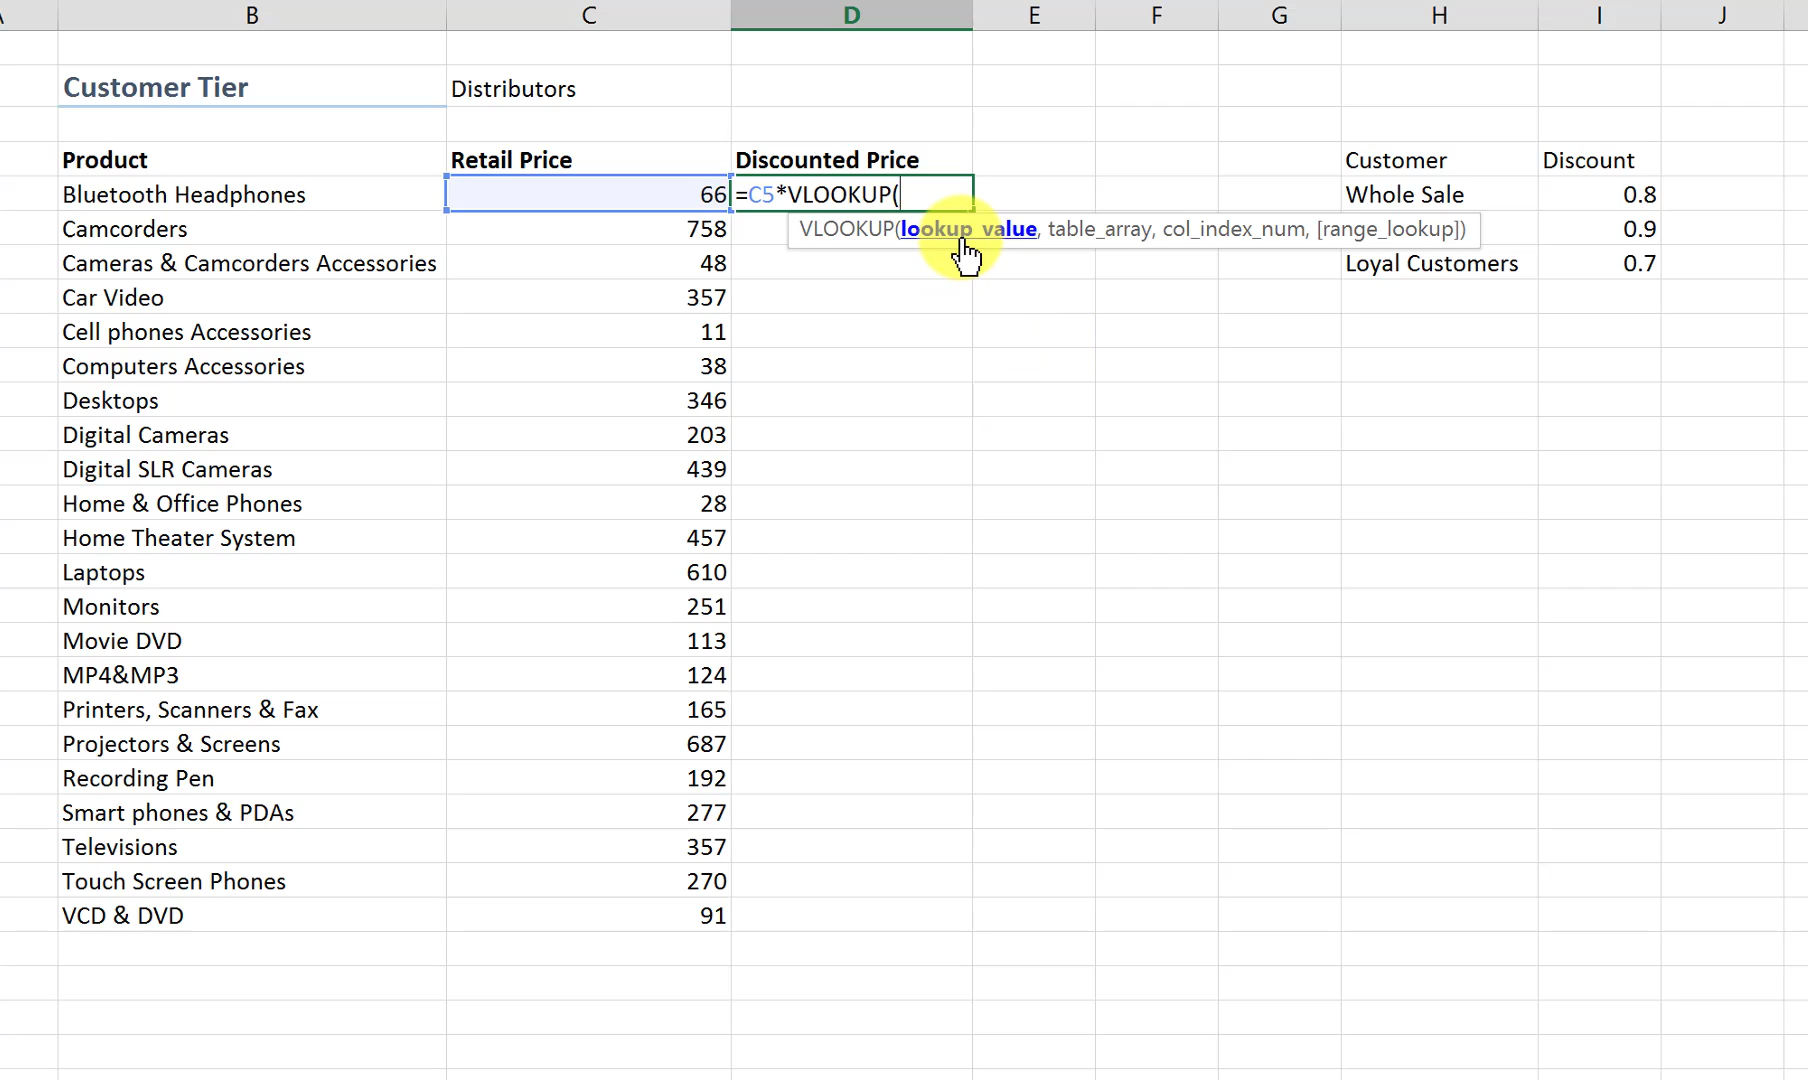 B C D E F G H I J
Customer Tier Distributors
Product Retail Price Discounted Price Customer Discount
Bluetooth Headphones 66 =C5*VLOOKUP( Whole Sale 0.8
Camcorders 758 VLOOKUP(lookup_value, table_array, col_index_num, [range_lookup]) 0.9
Cameras & Camcorders Accessories 48 Loyal Customers 0.7
Car Video 357
Cell phones Accessories 11
Computers Accessories 38
Desktops 346
Digital Cameras 203
Digital SLR Cameras 439
Home & Office Phones 28
Home Theater System 457
Laptops 610
Monitors 251
Movie DVD 113
MP4&MP3 124
Printers, Scanners & Fax 165
Projectors & Screens 687
Recording Pen 192
Smart phones & PDAs 277
Televisions 357
Touch Screen Phones 270
VCD & DVD 91